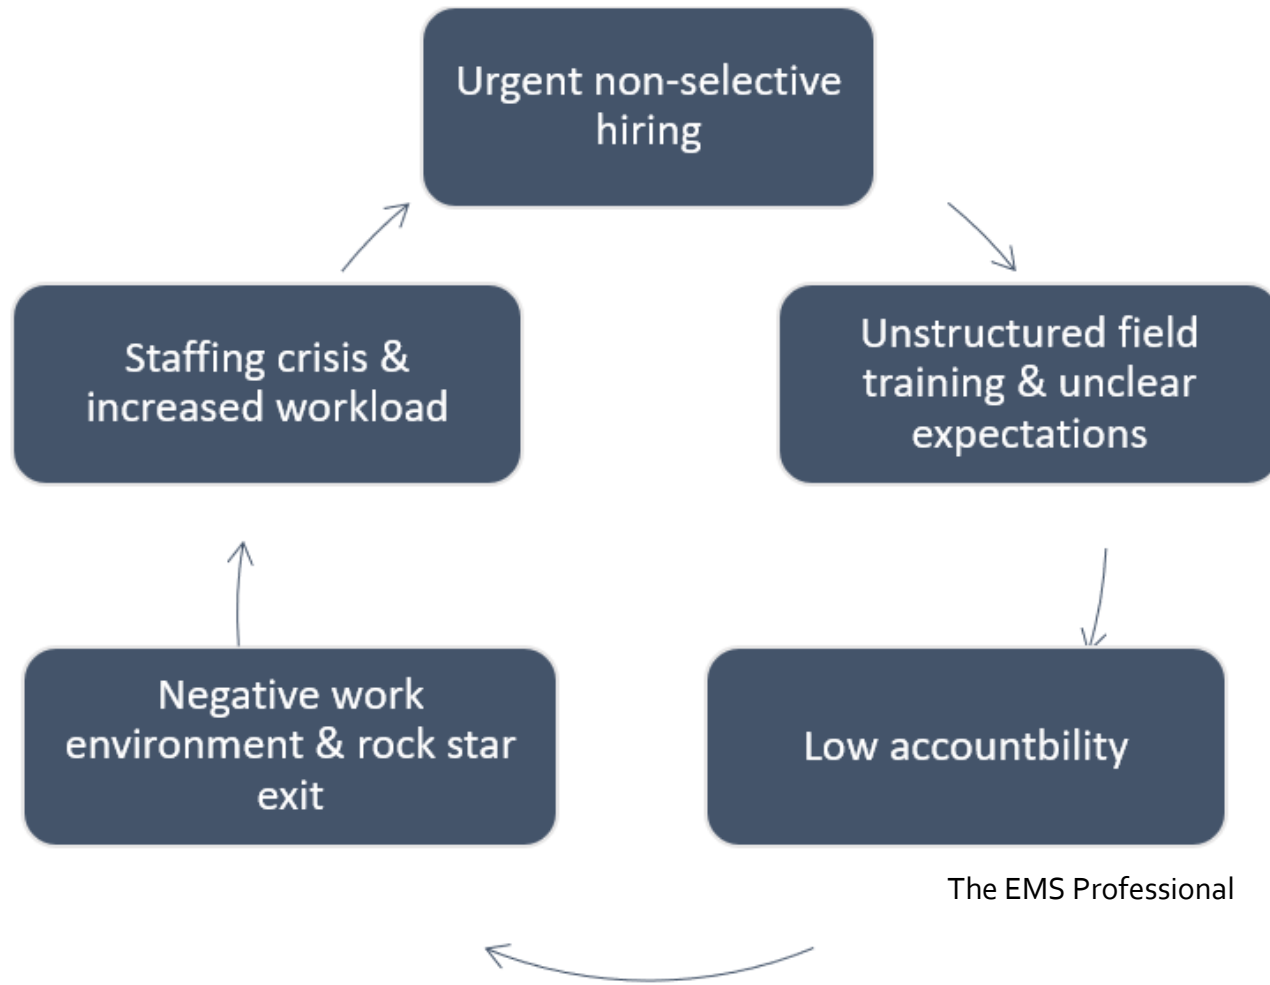 Urgent non-selective
hiring
Unstructured field
training & unclear
expectations
Low accountbility
Negative work
environment & rock star
exit
Staffing crisis &
increased workload
The EMS Professional